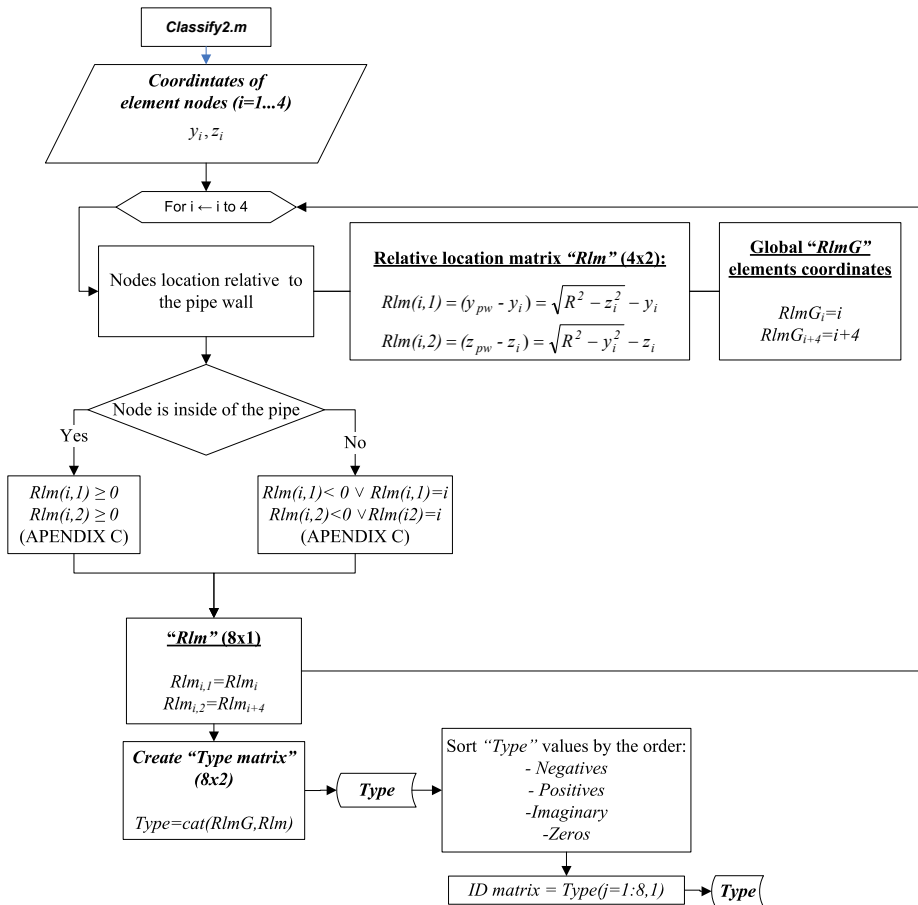 Classify2.m
Coordintates of
element nodes (i=1...4)
y_i, z_i
For i ← i to 4
Nodes location relative to
the pipe wall
Relative location matrix “Rlm” (4x2):
Rlm(i,1) = (y_pw - y_i) = √(R² − z_i²) − y_i
Rlm(i,2) = (z_pw - z_i) = √(R² − y_i²) − z_i
Global “RlmG”
elements coordinates
RlmG_i=i
RlmG_i+4=i+4
Node is inside of the pipe
Yes
No
Rlm(i,1) ≥ 0
Rlm(i,2) ≥ 0
(APENDIX C)
Rlm(i,1)< 0 ∨ Rlm(i,1)=i
Rlm(i,2)<0 ∨Rlm(i2)=i
(APENDIX C)
“Rlm” (8x1)
Rlm_i,1=Rlm_i
Rlm_i,2=Rlm_i+4
Create “Type matrix”
(8x2)
Type=cat(RlmG,Rlm)
Type
Sort “Type” values by the order:
- Negatives
- Positives
-Imaginary
-Zeros
ID matrix = Type(j=1:8,1)
Type